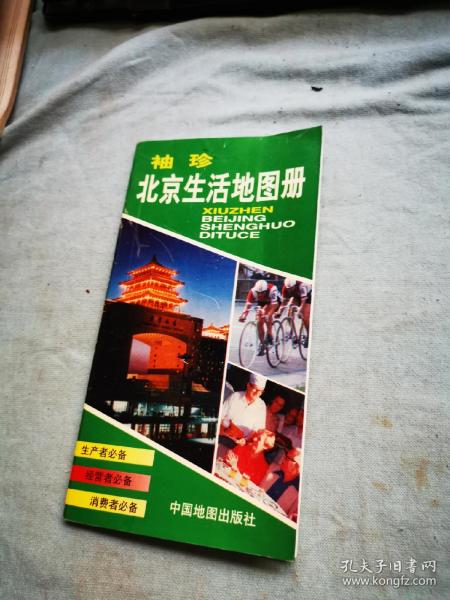 袖珍
北京生活地图册
XIUZHEN
BEIJING
SHENGHUO
DITUCE
生产者必备
经营者必备
消费者必备
中国地图出版社
孔夫子旧书网
www.kongfz.com